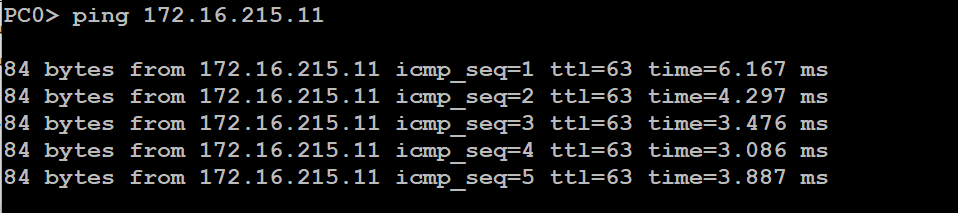 PC0> ping 172.16.215.11
84 bytes from 172.16.215.11 icmp_seq=1 ttl=63 time=6.167 ms
84 bytes from 172.16.215.11 icmp_seq=2 ttl=63 time=4.297 ms
84 bytes from 172.16.215.11 icmp_seq=3 ttl=63 time=3.476 ms
84 bytes from 172.16.215.11 icmp_seq=4 ttl=63 time=3.086 ms
84 bytes from 172.16.215.11 icmp_seq=5 ttl=63 time=3.887 ms